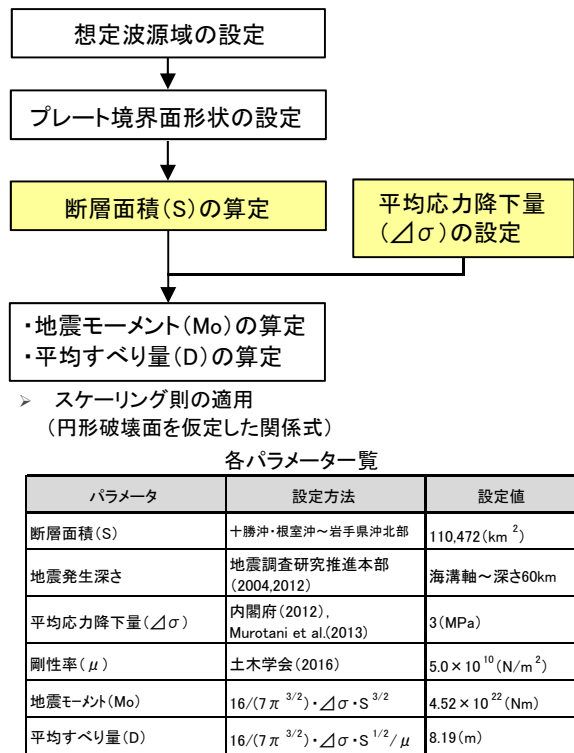 想定波源域の設定
プレート境界面形状の設定
断層面積(S)の算定
平均応力降下量
(⊿σ)の設定
・地震モーメント(Mo)の算定
・平均すべり量(D)の算定
➢ スケーリング則の適用
(円形破壊面を仮定した関係式)
各パラメーター覧
パラメータ 設定方法 設定値
断層面積(S) 十勝沖・根室沖~岩手県沖北部 110,472(km²)
地震発生深さ 地震調査研究推進本部
(2004,2012) 海溝軸~深さ60km
平均応力降下量(⊿σ) 内閣府(2012),
Murotani et al.(2013) 3(MPa)
剛性率(μ) 土木学会(2016) 5.0×10¹⁰(N/m²)
地震モーメント(Mo) 16/(7π^3/2)・⊿σ・S^3/2 4.52×10²²(Nm)
平均すべり量(D) 16/(7π^3/2)・⊿σ・S^1/2/μ 8.19(m)